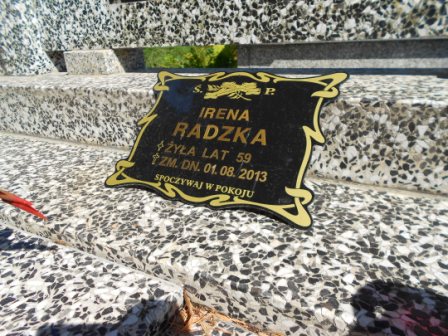 Ś. P.
IRENA
RADZKA
ŻYŁA LAT 59
ZM. DN. 01.08.2013
SPOCZYWAJ W POKOJU